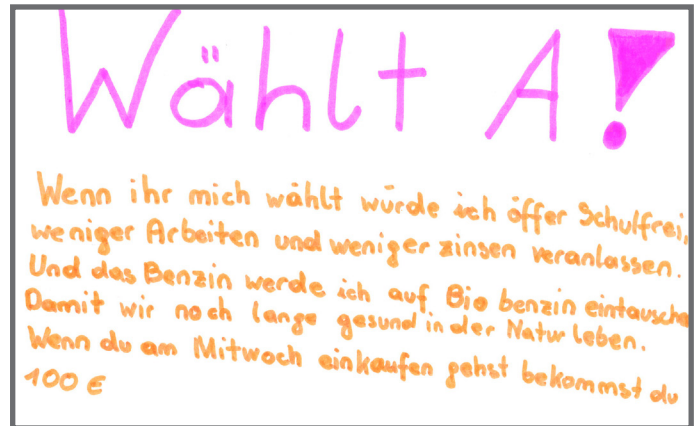 Wählt A!
Wenn ihr mich wählt würde ich öffer Schulfrei,
weniger Arbeiten und weniger zinsen veranlassen.
Und das Benzin werde ich auf Bio benzin eintausche
Damit wir noch lange gesund in der Natur leben.
Wenn du am Mitwoch einkaufen gehst bekommst du
100 €